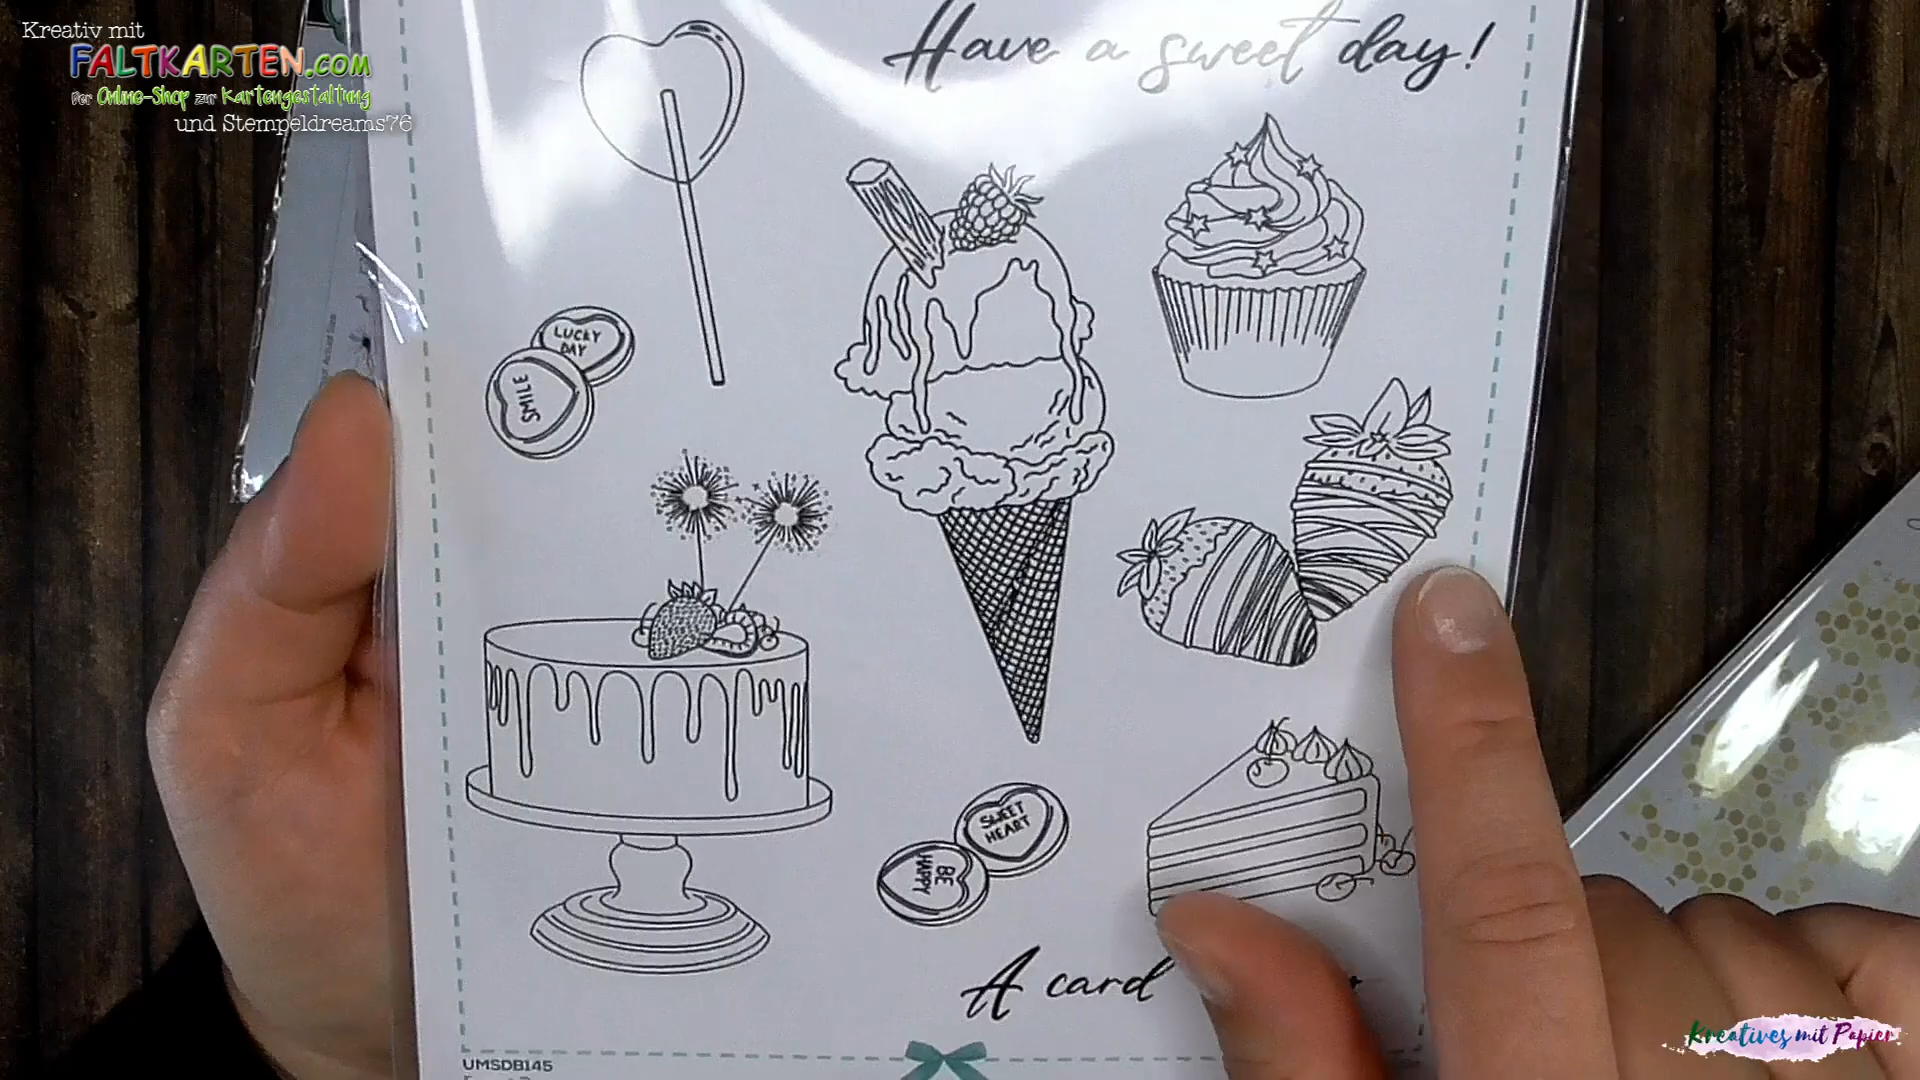 Kreativ mit
FALTKARTEN.COM
Der Online-Shop zur Kartengestaltung
und Stempeldreams76
Have a sweet day!
LUCKY
DAY
SMILE
SWEET
HEART
BE
HAPPY
A card
UMSDB145
Kreatives mit Papier